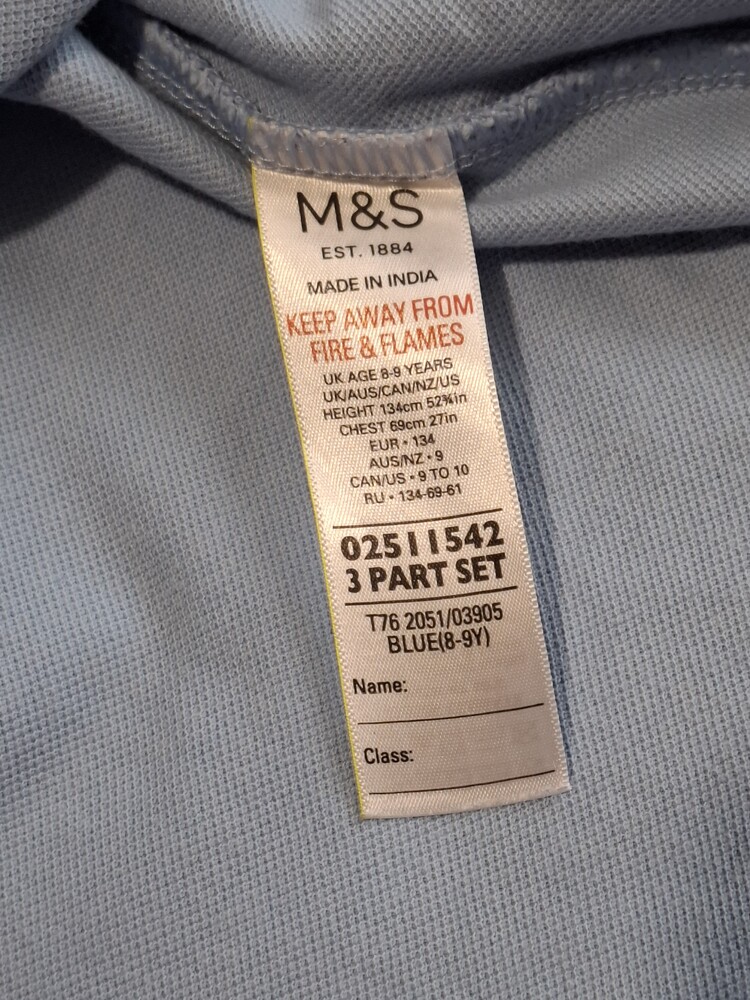 M&S
EST. 1884
MADE IN INDIA
KEEP AWAY FROM
FIRE & FLAMES
UK AGE 8-9 YEARS
UK/AUS/CAN/NZ/US
HEIGHT 134cm 52¾in
CHEST 69cm 27in
EUR • 134
AUS/NZ • 9
CAN/US • 9 TO 10
RU • 134-69-61
02511542
3 PART SET
T76 2051/03905
BLUE(8-9Y)
Name:
Class: